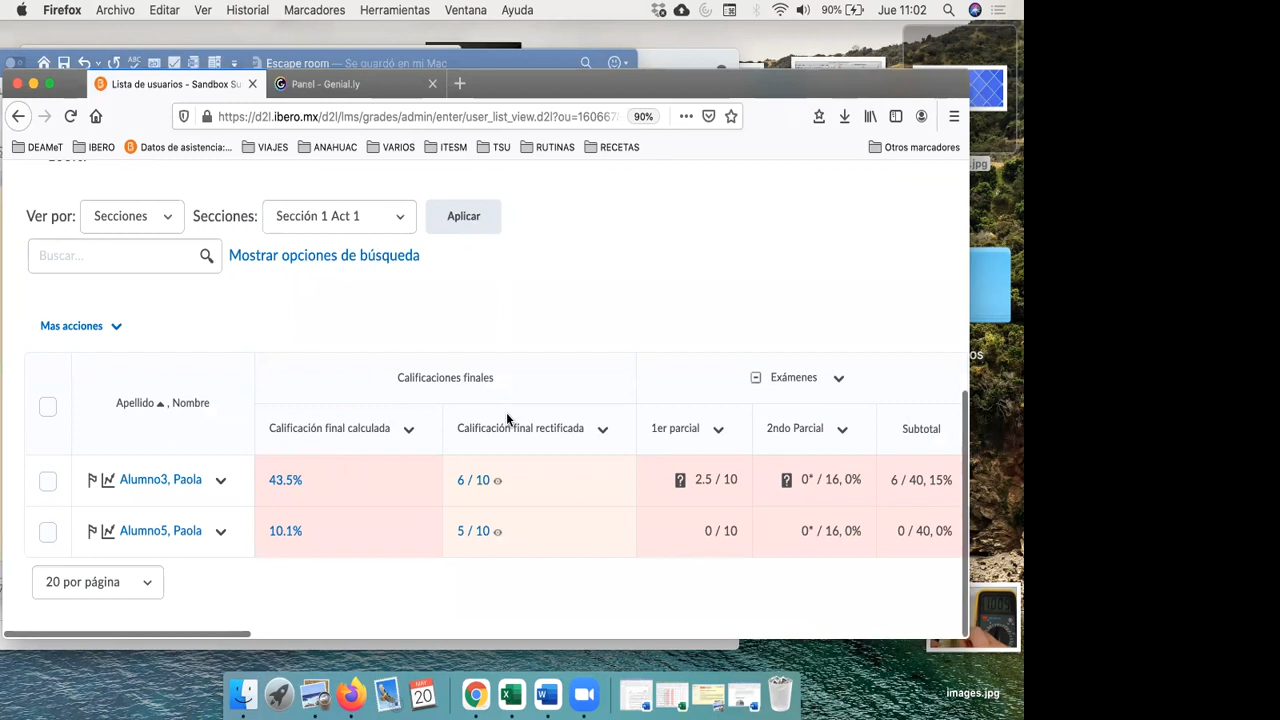 Firefox Archivo Editar Ver Historial Marcadores Herramientas Ventana Ayuda 90% Jue 11:02
Escape room — Se guardó en mi Mac
Lista de usuarios - Sandbox Su Panel - Genial.ly
https://d2l.ibero.mx/d2l/lms/grades/admin/enter/user_list_view.d2l?ou=160667 90%
DEAMeT IBERO Datos de asistencia:... VIAJES ANAHUAC VARIOS ITESM TSU RUTINAS RECETAS Otros marcadores
.jpg
Ver por: Secciones Secciones: Sección 1 Act 1 Aplicar
Buscar... Mostrar opciones de búsqueda
Mas acciones
os
Calificaciones finales Exámenes
Apellido , Nombre
Calificación final calculada Calificación final rectificada 1er parcial 2ndo Parcial Subtotal
Alumno3, Paola 43.5% 6 / 10 2.5 / 10 0* / 16, 0% 6 / 40, 15%
Alumno5, Paola 10.1% 5 / 10 0 / 10 0* / 16, 0% 0 / 40, 0%
20 por página
MAY
20
images.jpg